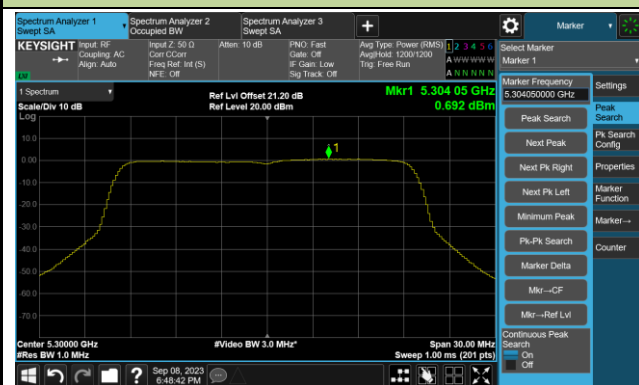 Spectrum Analyzer 1
Swept SA
Spectrum Analyzer 2
Occupied BW
Spectrum Analyzer 3
Swept SA
+
Marker
KEYSIGHT
Input: RF
Coupling: AC
Align: Auto
Input Z: 50 Ω
Corr CCorr
Freq Ref: Int (S)
NFE: Off
Atten: 10 dB
PNO: Fast
Gate: Off
IF Gain: Low
Sig Track: Off
Avg Type: Power (RMS)
Avg|Hold: 1200/1200
Trig: Free Run
1 2 3 4 5 6
A W W W W W
A N N N N N
LXI
Select Marker
Marker 1
Marker Frequency
5.304050000 GHz
Peak Search
Next Peak
Next Pk Right
Next Pk Left
Minimum Peak
Pk-Pk Search
Marker Delta
Mkr→CF
Mkr→Ref Lvl
Continuous Peak
Search
On
Off
Settings
Peak
Search
Pk Search
Config
Properties
Marker
Function
Marker→
Counter
1 Spectrum
Scale/Div 10 dB
Log
Ref Lvl Offset 21.20 dB
Ref Level 20.00 dBm
Mkr1 5.304 05 GHz
0.692 dBm
10.0
0.00
-10.0
-20.0
-30.0
-40.0
-50.0
-60.0
-70.0
1
Center 5.30000 GHz
#Res BW 1.0 MHz
#Video BW 3.0 MHz*
Span 30.00 MHz
Sweep 1.00 ms (201 pts)
?
Sep 08, 2023
6:48:42 PM